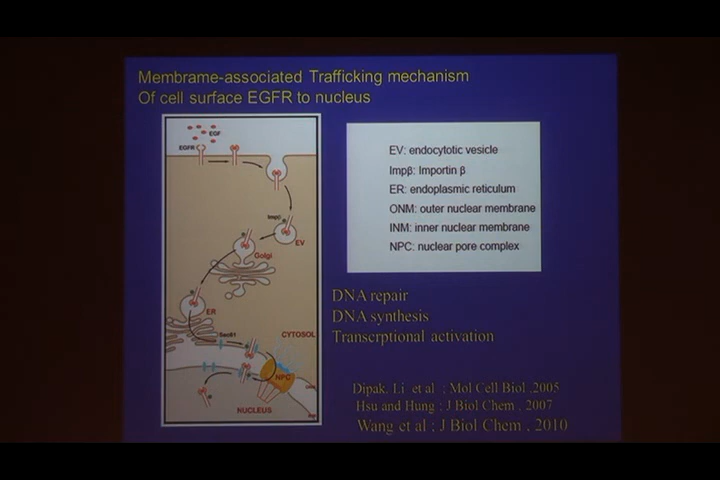 Membrame-associated Trafficking mechanism
Of cell surface EGFR to nucleus
EGF
EGFR
Impβ
EV
Golgi
ER
Sec61
CYTOSOL
NPC
NUCLEUS
EV: endocytotic vesicle
Impβ: Importin β
ER: endoplasmic reticulum
ONM: outer nuclear membrane
INM: inner nuclear membrane
NPC: nuclear pore complex
DNA repair
DNA synthesis
Transcrptional activation
Dipak. Li et al ; Mol Cell Biol ,2005
Hsu and Hung ; J Biol Chem , 2007
Wang et al ; J Biol Chem , 2010